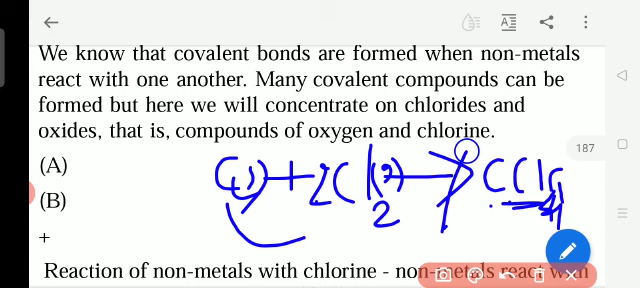 We know that covalent bonds are formed when non-metals
react with one another. Many covalent compounds can be
formed but here we will concentrate on chlorides and
oxides, that is, compounds of oxygen and chlorine.
187
(A)
(B)
+
2
CCl4
Reaction of non-metals with chlorine - non-metals react with